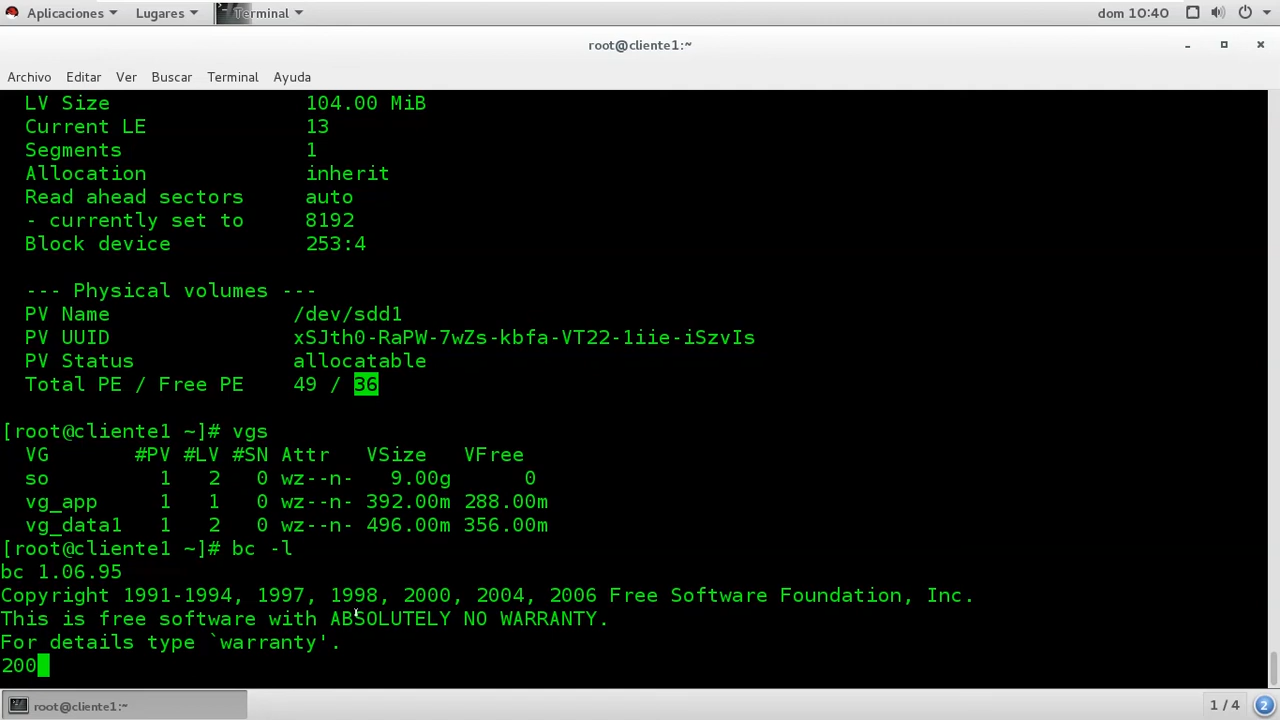 Aplicaciones Lugares Terminal dom 10:40
root@cliente1:~
Archivo Editar Ver Buscar Terminal Ayuda
LV Size 104.00 MiB
Current LE 13
Segments 1
Allocation inherit
Read ahead sectors auto
- currently set to 8192
Block device 253:4
--- Physical volumes ---
PV Name /dev/sdd1
PV UUID xSJth0-RaPW-7wZs-kbfa-VT22-1iie-iSzvIs
PV Status allocatable
Total PE / Free PE 49 / 36
[root@cliente1 ~]# vgs
VG #PV #LV #SN Attr VSize VFree
so 1 2 0 wz--n- 9.00g 0
vg_app 1 1 0 wz--n- 392.00m 288.00m
vg_data1 1 2 0 wz--n- 496.00m 356.00m
[root@cliente1 ~]# bc -l
bc 1.06.95
Copyright 1991-1994, 1997, 1998, 2000, 2004, 2006 Free Software Foundation, Inc.
This is free software with ABSOLUTELY NO WARRANTY.
For details type `warranty'.
200
root@cliente1:~ 1 / 4 2